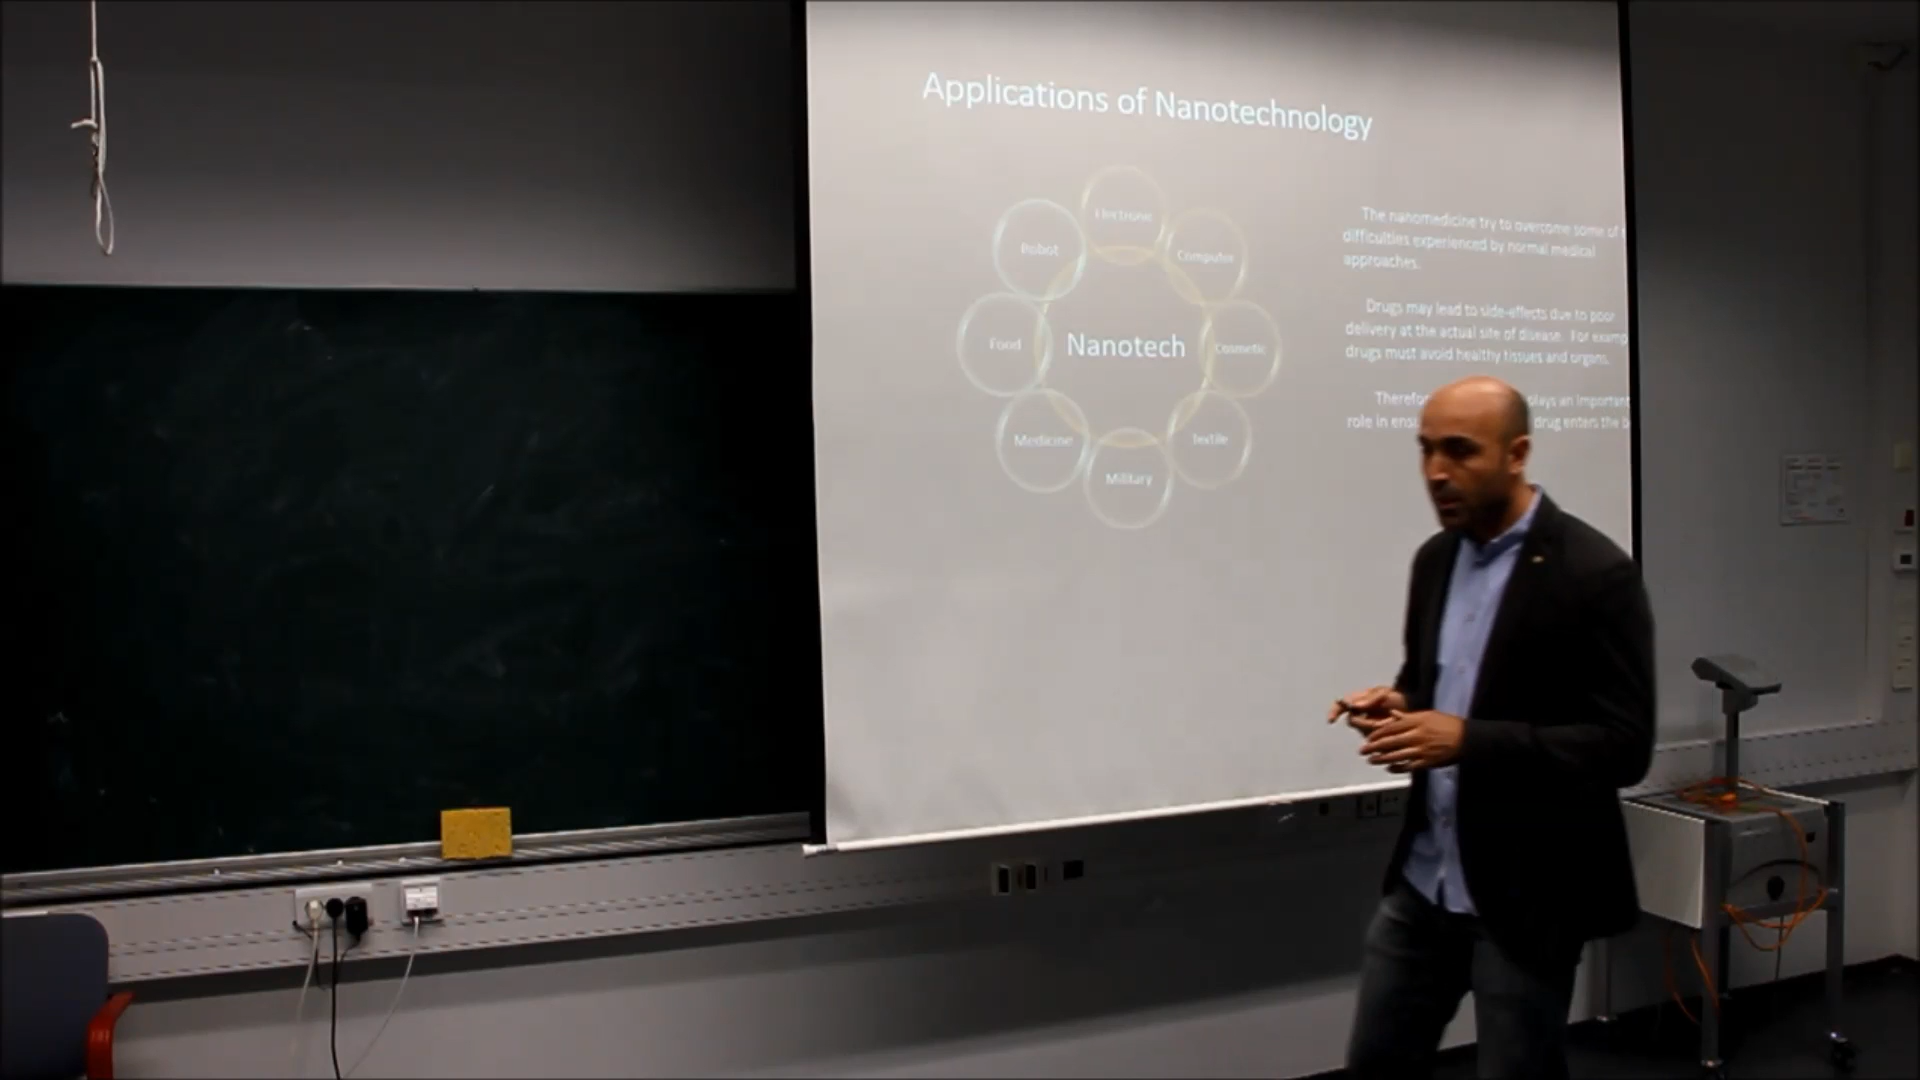 Applications of Nanotechnology
Electronic
Computer
Cosmetic
Textile
Military
Medicine
Food
Robot
Nanotech
The nanomedicine try to overcome some of
difficulties experienced by normal medical
approaches.
Drugs may lead to side-effects due to poor
delivery at the actual site of disease. For examp
drugs must avoid healthy tissues and organs.
plays an important
role in drug enters the